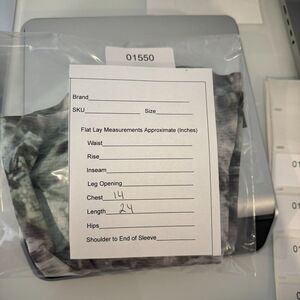 01550
Brand
SKU Size
Flat Lay Measurements Approximate (Inches)
Waist
Rise
Inseam
Leg Opening
Chest 14
Length 24
Hips
Shoulder to End of Sleeve